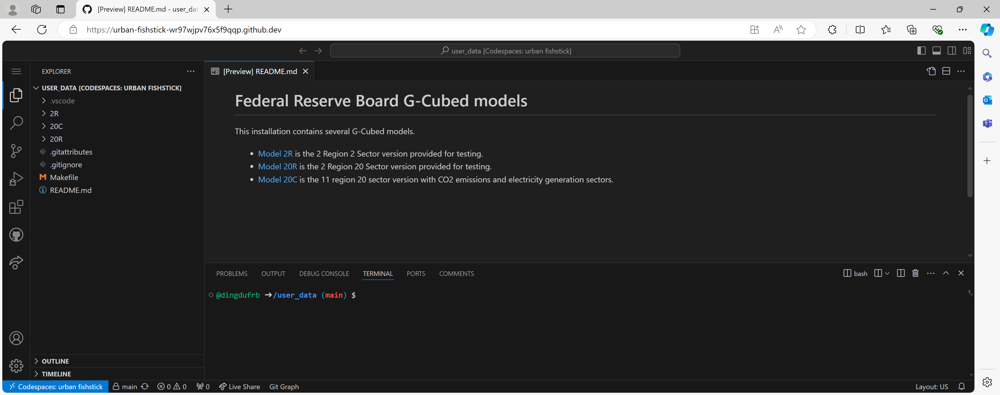 [Preview] README.md - user_dat
https://urban-fishstick-wr97wjpv76x5f9qqp.github.dev
user_data [Codespaces: urban fishstick]
EXPLORER
USER_DATA [CODESPACES: URBAN FISHSTICK]
.vscode
2R
20C
20R
.gitattributes
.gitignore
Makefile
README.md
OUTLINE
TIMELINE
[Preview] README.md
Federal Reserve Board G-Cubed models
This installation contains several G-Cubed models.
• Model 2R is the 2 Region 2 Sector version provided for testing.
• Model 20R is the 2 Region 20 Sector version provided for testing.
• Model 20C is the 11 region 20 sector version with CO2 emissions and electricity generation sectors.
PROBLEMS OUTPUT DEBUG CONSOLE TERMINAL PORTS COMMENTS
bash
@dingdufrb ➜/user_data (main) $
Codespaces: urban fishstick main 0 0 0 Live Share Git Graph Layout: US